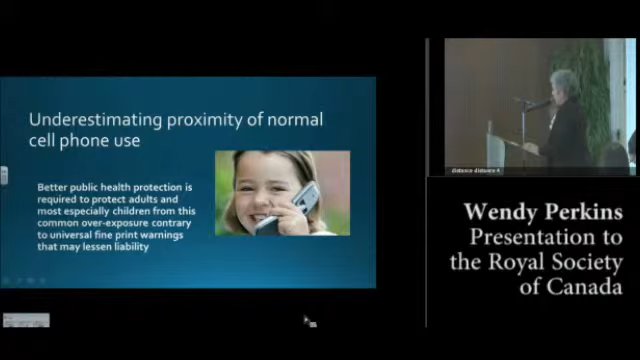 Underestimating proximity of normal
cell phone use
Better public health protection is
required to protect adults and
most especially children from this
common over-exposure contrary
to universal fine print warnings
that may lessen liability
Wendy Perkins
Presentation to
the Royal Society
of Canada